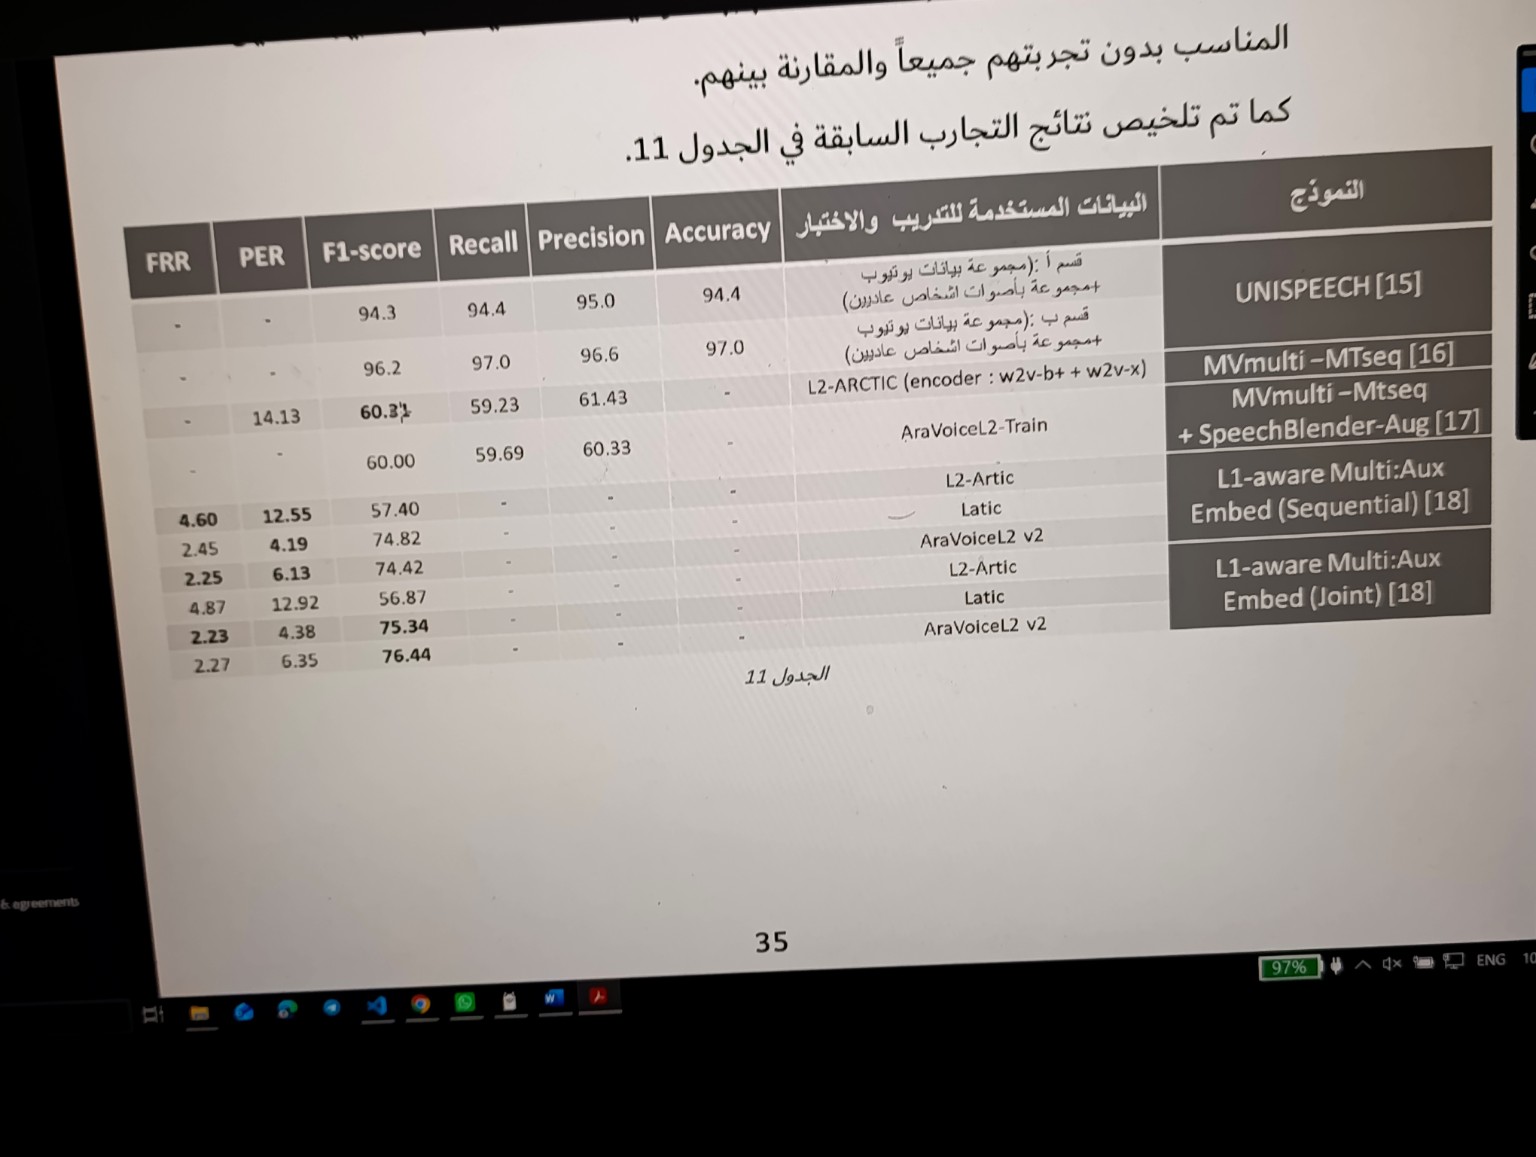 المناسب بدون تجربتهم جميعاً والمقارنة بينهم.
كما تم تلخيص نتائج التجارب السابقة في الجدول 11.
النموذج البيانات المستخدمة للتدريب والاختبار Accuracy Precision Recall F1-score PER FRR
UNISPEECH [15]
قسم أ :(مجموعة بيانات يوتيوب
+مجموعة بأصوات اشخاص عاديين)
94.4 95.0 94.4 94.3 - -
قسم ب :(مجموعة بيانات يوتيوب
+مجموعة بأصوات اشخاص عاديين)
97.0 96.6 97.0 96.2 - -
MVmulti –MTseq [16] L2-ARCTIC (encoder : w2v-b+ + w2v-x) - 61.43 59.23 60.31 14.13 -
MVmulti –Mtseq
+ SpeechBlender-Aug [17]
AraVoiceL2-Train - 60.33 59.69 60.00 - -
L1-aware Multi:Aux
Embed (Sequential) [18]
L2-Artic - - - 57.40 12.55 4.60
Latic - - - 74.82 4.19 2.45
AraVoiceL2 v2 - - - 74.42 6.13 2.25
L1-aware Multi:Aux
Embed (Joint) [18]
L2-Artic - - - 56.87 12.92 4.87
Latic - - - 75.34 4.38 2.23
AraVoiceL2 v2 - - - 76.44 6.35 2.27
الجدول 11
35
& agreements
97%
ENG
10